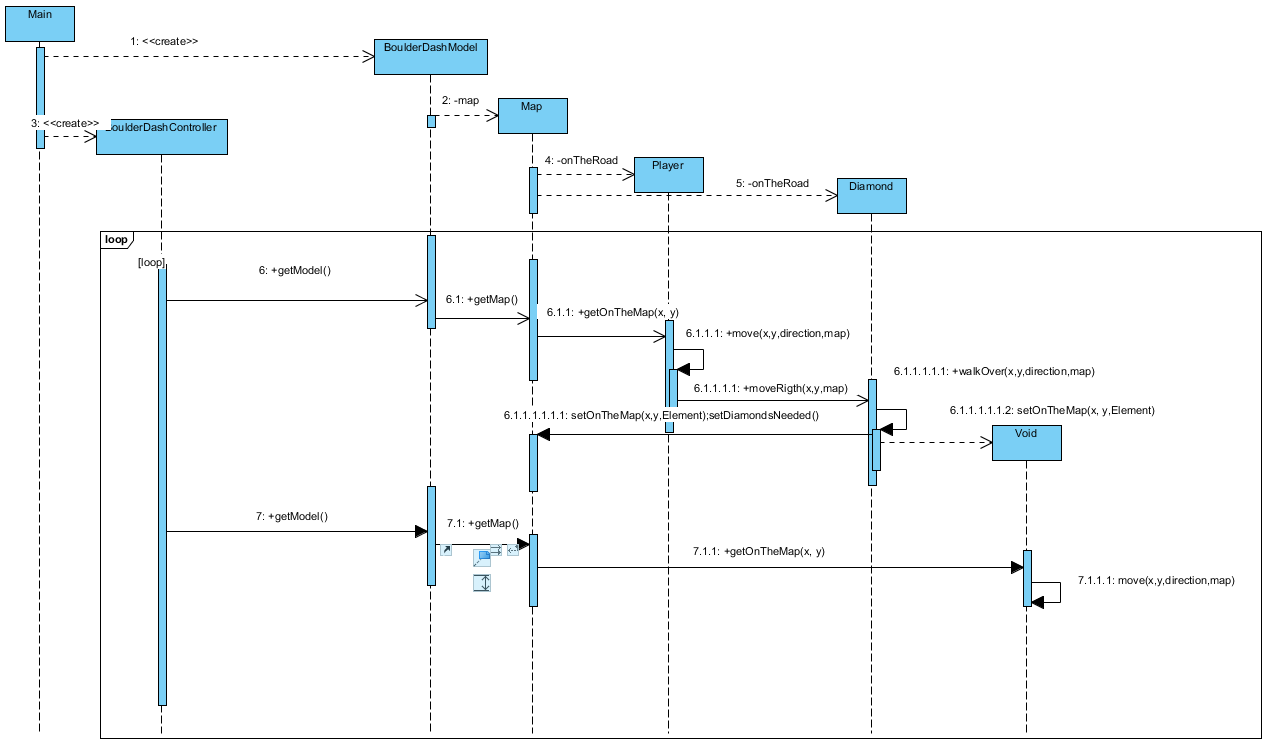 Main
1: <<create>>
BoulderDashModel
2: -map
Map
3: <<create>>
oulderDashController
4: -onTheRoad
Player
5: -onTheRoad
Diamond
loop
[loop]
6: +getModel()
6.1: +getMap()
6.1.1: +getOnTheMap(x, y)
6.1.1.1: +move(x,y,direction,map)
6.1.1.1.1: +moveRigth(x,y,map)
6.1.1.1.1.1: +walkOver(x,y,direction,map)
6.1.1.1.1.1.1: setOnTheMap(x,y,Element);setDiamondsNeeded()
6.1.1.1.1.1.2: setOnTheMap(x, y,Element)
Void
7: +getModel()
7.1: +getMap()
7.1.1: +getOnTheMap(x, y)
7.1.1.1: move(x,y,direction,map)